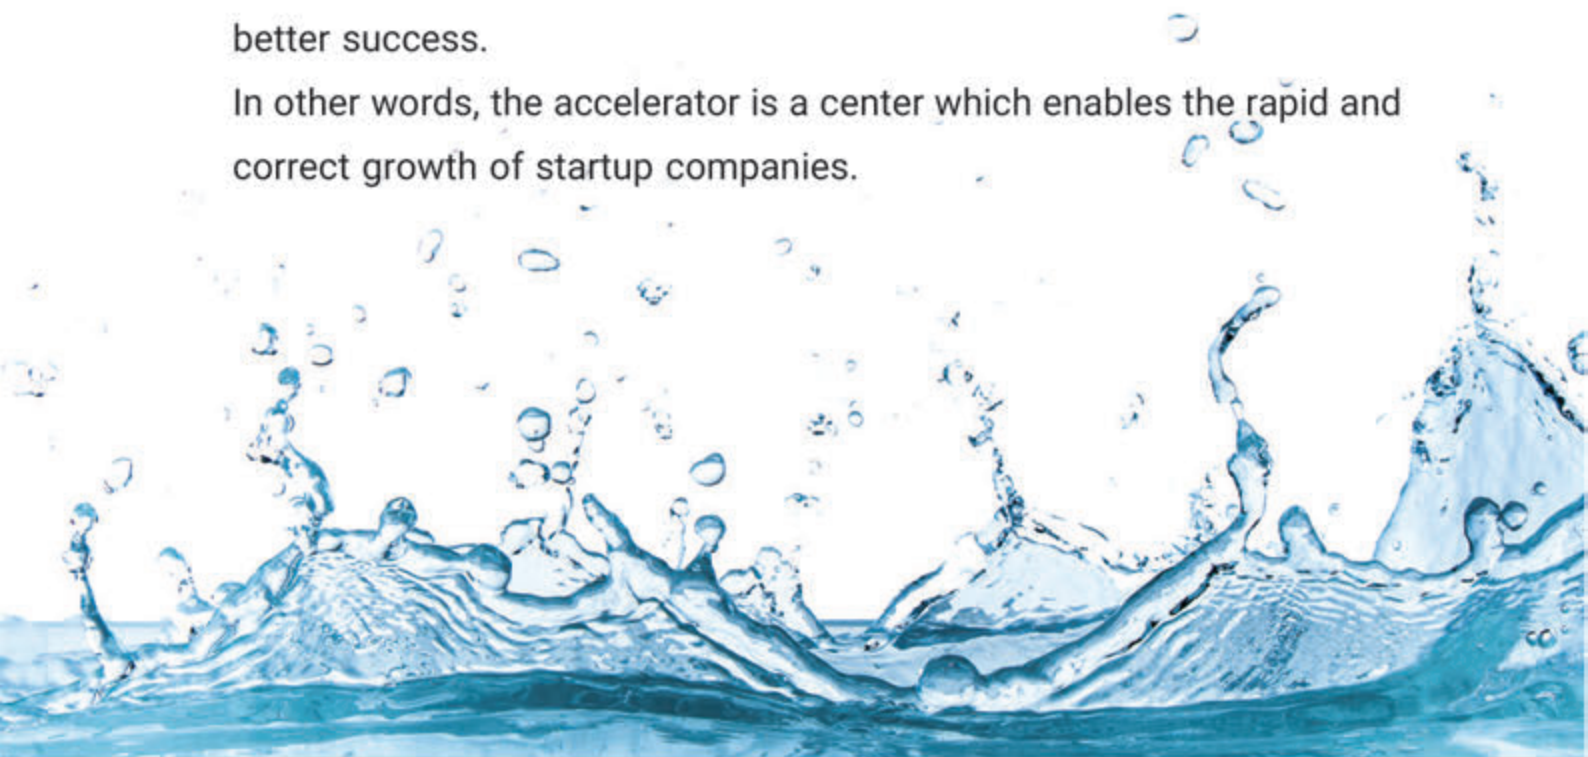 better success.
In other words, the accelerator is a center which enables the rapid and
correct growth of startup companies.